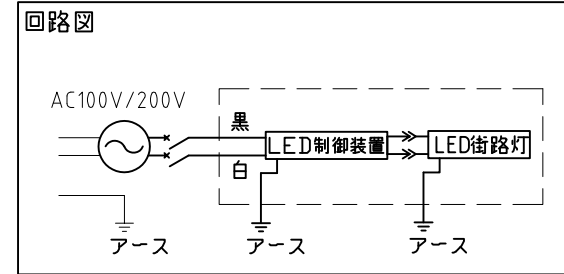 回路図
AC100V/200V
黒
LED制御装置
LED街路灯
白
アース
アース
アース